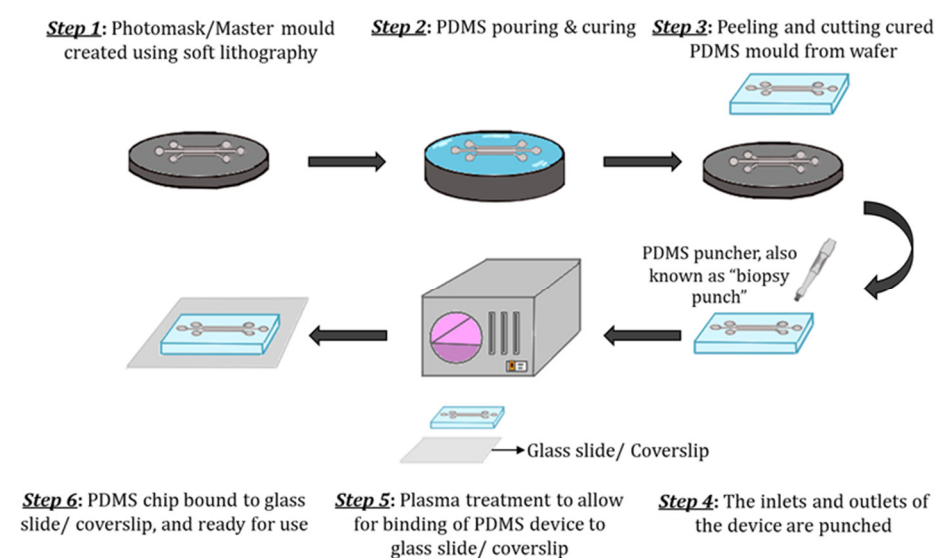 Step 1: Photomask/Master mould
created using soft lithography
Step 2: PDMS pouring & curing
Step 3: Peeling and cutting cured
PDMS mould from wafer
PDMS puncher, also
known as “biopsy
punch”
Glass slide/ Coverslip
Step 6: PDMS chip bound to glass
slide/ coverslip, and ready for use
Step 5: Plasma treatment to allow
for binding of PDMS device to
glass slide/ coverslip
Step 4: The inlets and outlets of
the device are punched